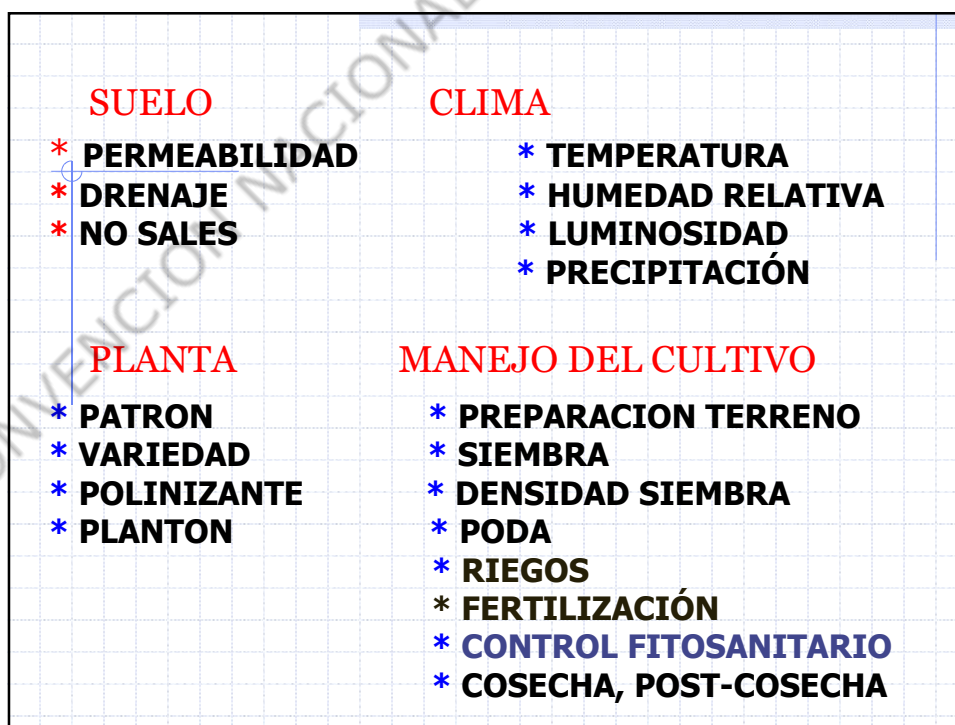 SUELO
* PERMEABILIDAD
* DRENAJE
* NO SALES
CLIMA
* TEMPERATURA
* HUMEDAD RELATIVA
* LUMINOSIDAD
* PRECIPITACIÓN
PLANTA
* PATRON
* VARIEDAD
* POLINIZANTE
* PLANTON
MANEJO DEL CULTIVO
* PREPARACION TERRENO
* SIEMBRA
* DENSIDAD SIEMBRA
* PODA
* RIEGOS
* FERTILIZACIÓN
* CONTROL FITOSANITARIO
* COSECHA, POST-COSECHA
NACIONAL